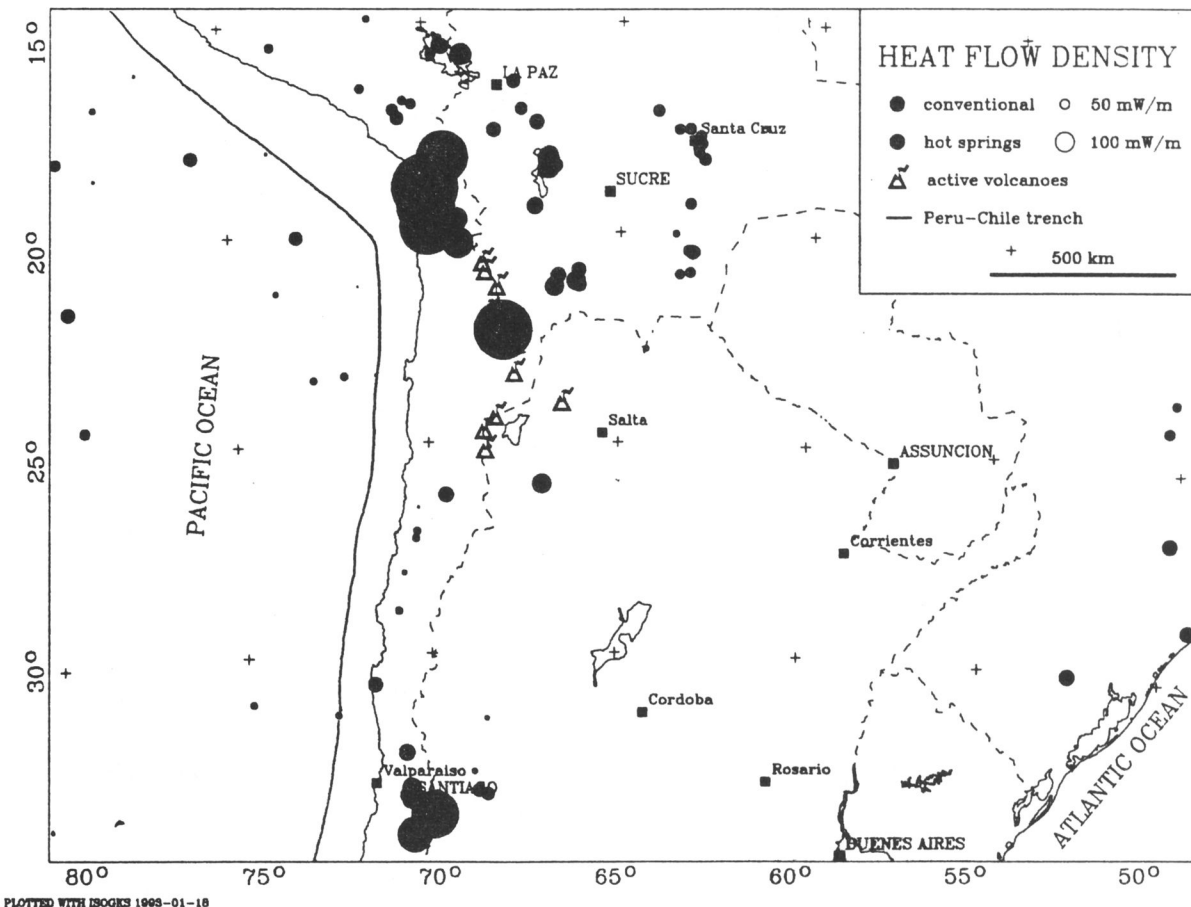 HEAT FLOW DENSITY
conventional 50 mW/m
hot springs 100 mW/m
active volcanoes
Peru-Chile trench
500 km
15°
20°
25°
30°
LA PAZ
Santa Cruz
SUCRE
PACIFIC OCEAN
Salta
ASSUNCION
Corrientes
Cordoba
Valparaiso
SANTIAGO
Rosario
BUENES AIRES
ATLANTIC OCEAN
80° 75° 70° 65° 60° 55° 50°
PLOTTED WITH ISOGKS 1993-01-18